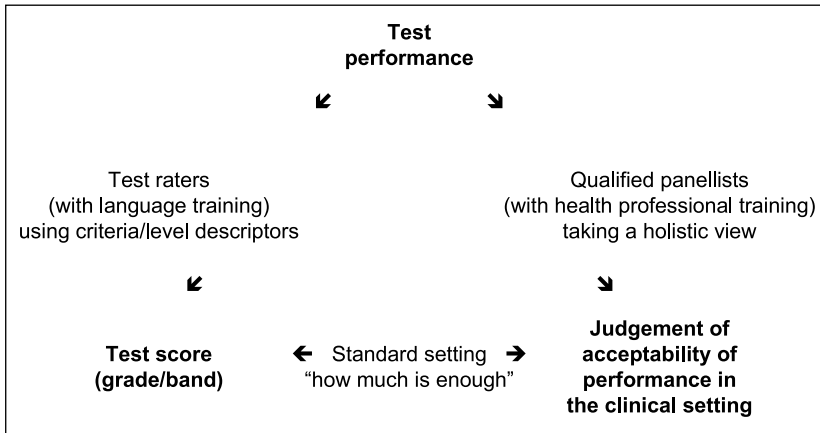 Test
performance
Test raters
(with language training)
using criteria/level descriptors
Qualified panellists
(with health professional training)
taking a holistic view
Test score
(grade/band)
Standard setting
“how much is enough”
Judgement of
acceptability of
performance in
the clinical setting